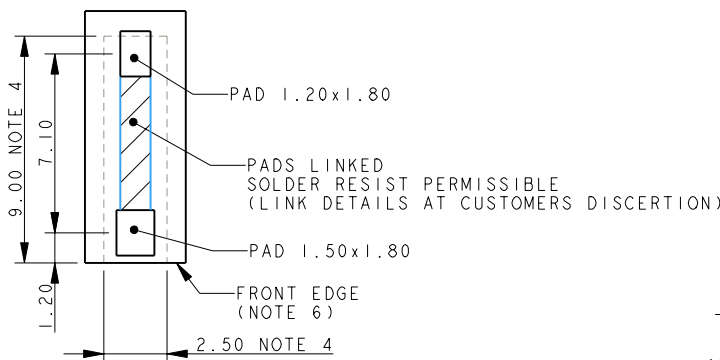 9.00 NOTE 4
7.10
1.20
PAD 1.20x1.80
PADS LINKED
SOLDER RESIST PERMISSIBLE
(LINK DETAILS AT CUSTOMERS DISCERTION)
PAD 1.50x1.80
FRONT EDGE
(NOTE 6)
2.50 NOTE 4